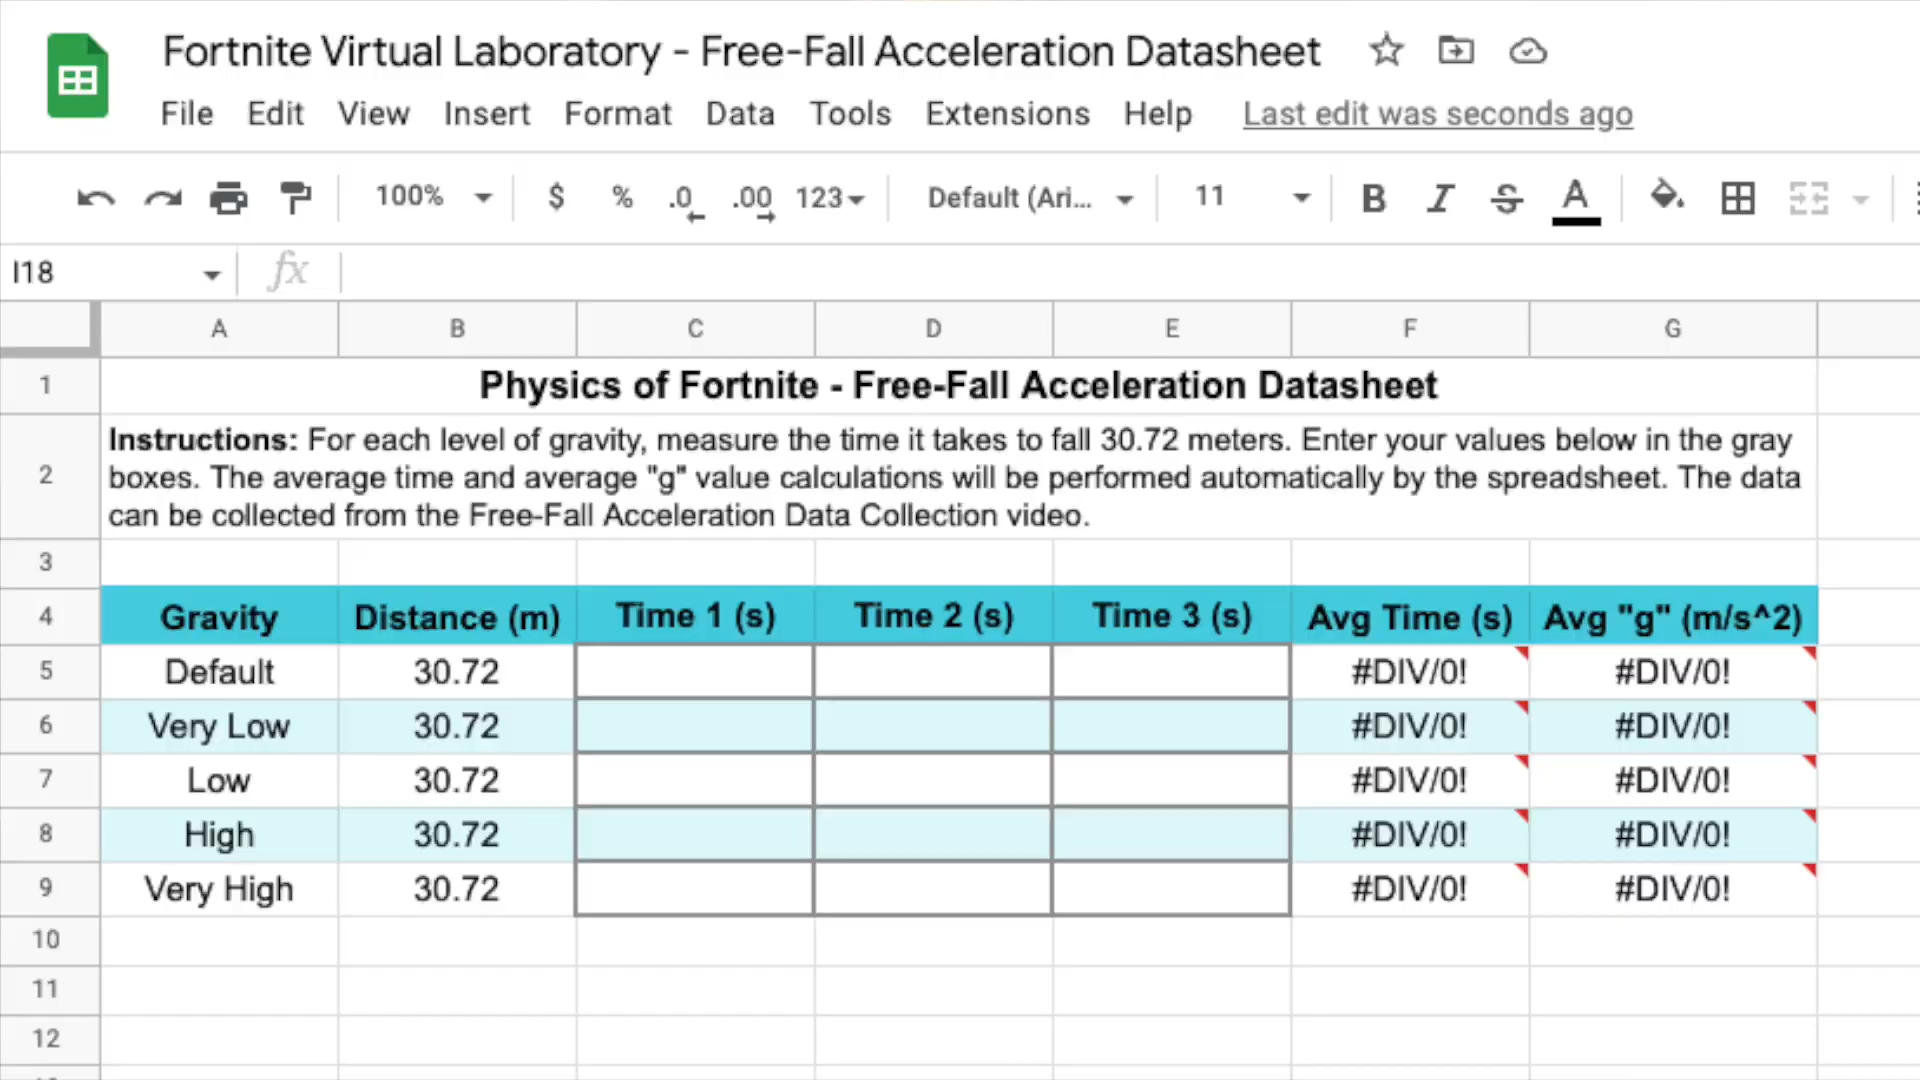 Fortnite Virtual Laboratory - Free-Fall Acceleration Datasheet
File Edit View Insert Format Data Tools Extensions Help Last edit was seconds ago
100% $ % .0 .00 123 Default (Ari... 11 B I S A
I18 fx
A B C D E F G
1 Physics of Fortnite - Free-Fall Acceleration Datasheet
Instructions: For each level of gravity, measure the time it takes to fall 30.72 meters. Enter your values below in the gray
2 boxes. The average time and average "g" value calculations will be performed automatically by the spreadsheet. The data
can be collected from the Free-Fall Acceleration Data Collection video.
3
4 Gravity Distance (m) Time 1 (s) Time 2 (s) Time 3 (s) Avg Time (s) Avg "g" (m/s^2)
5 Default 30.72 #DIV/0! #DIV/0!
6 Very Low 30.72 #DIV/0! #DIV/0!
7 Low 30.72 #DIV/0! #DIV/0!
8 High 30.72 #DIV/0! #DIV/0!
9 Very High 30.72 #DIV/0! #DIV/0!
10
11
12